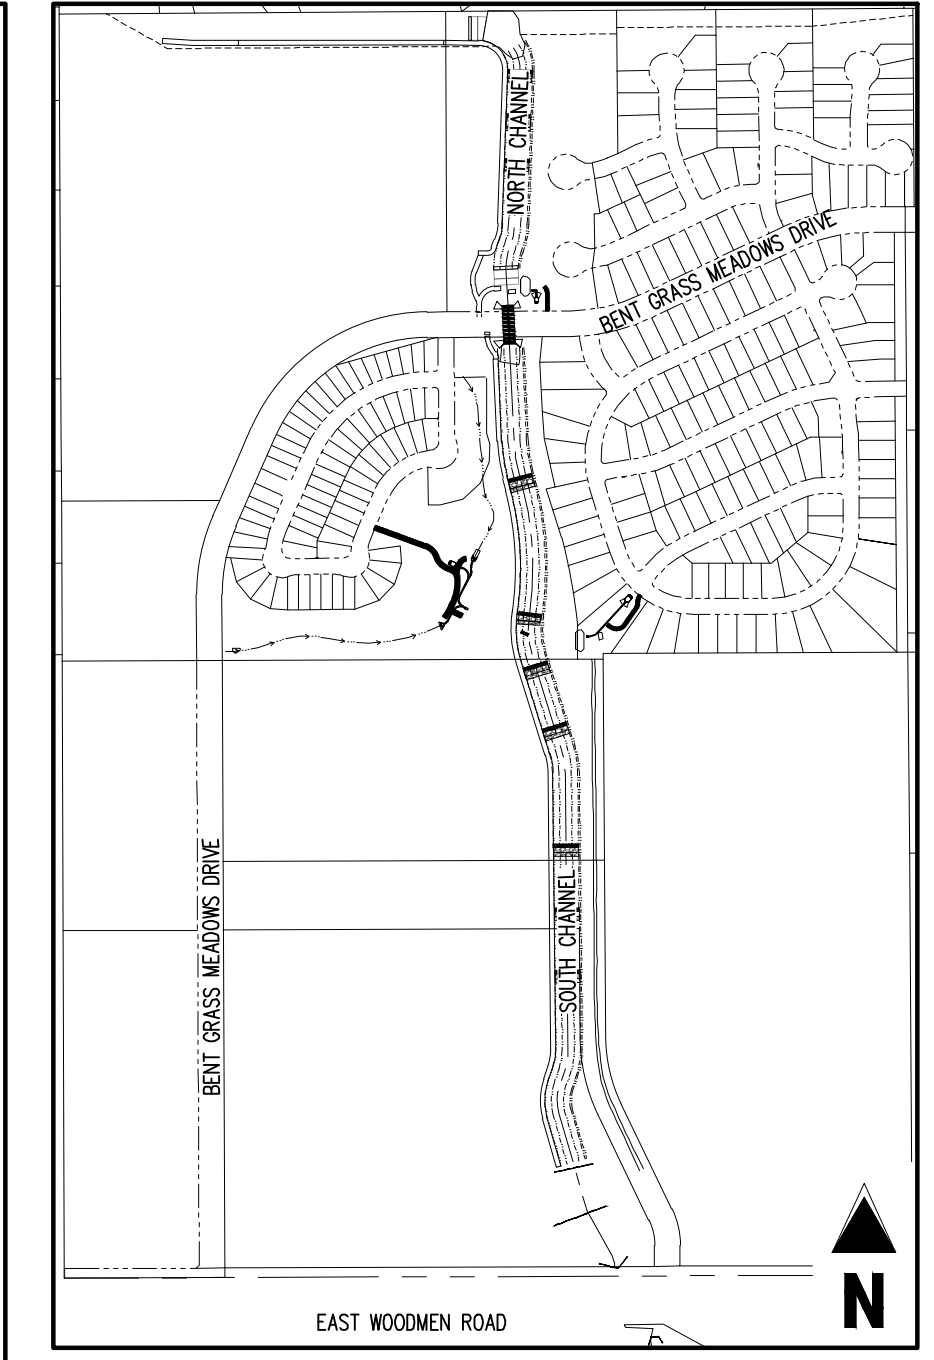 NORTH CHANNEL
BENT GRASS MEADOWS DRIVE
BENT GRASS MEADOWS DRIVE
SOUTH CHANNEL
N
EAST WOODMEN ROAD